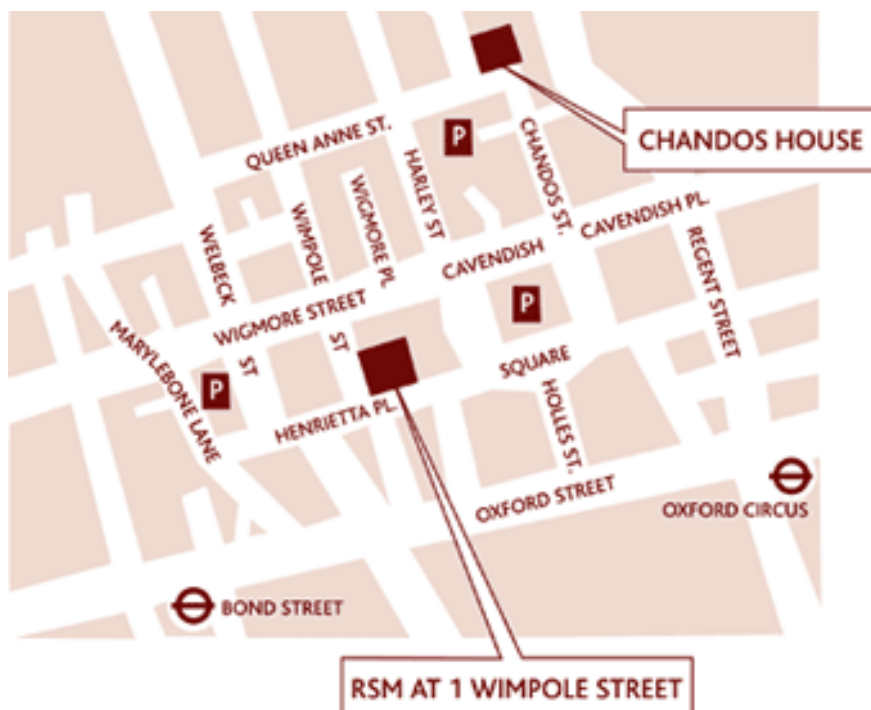 QUEEN ANNE ST.
P
CHANDOS HOUSE
HARLEY ST
CHANDOS ST.
WIGMORE PL
WIMPOLE
ST
WELBECK
ST
CAVENDISH
SQUARE
CAVENDISH PL.
REGENT STREET
WIGMORE STREET
P
MARYLEBONE LANE
P
HENRIETTA PL.
HOLLES ST.
OXFORD STREET
OXFORD CIRCUS
BOND STREET
RSM AT 1 WIMPOLE STREET